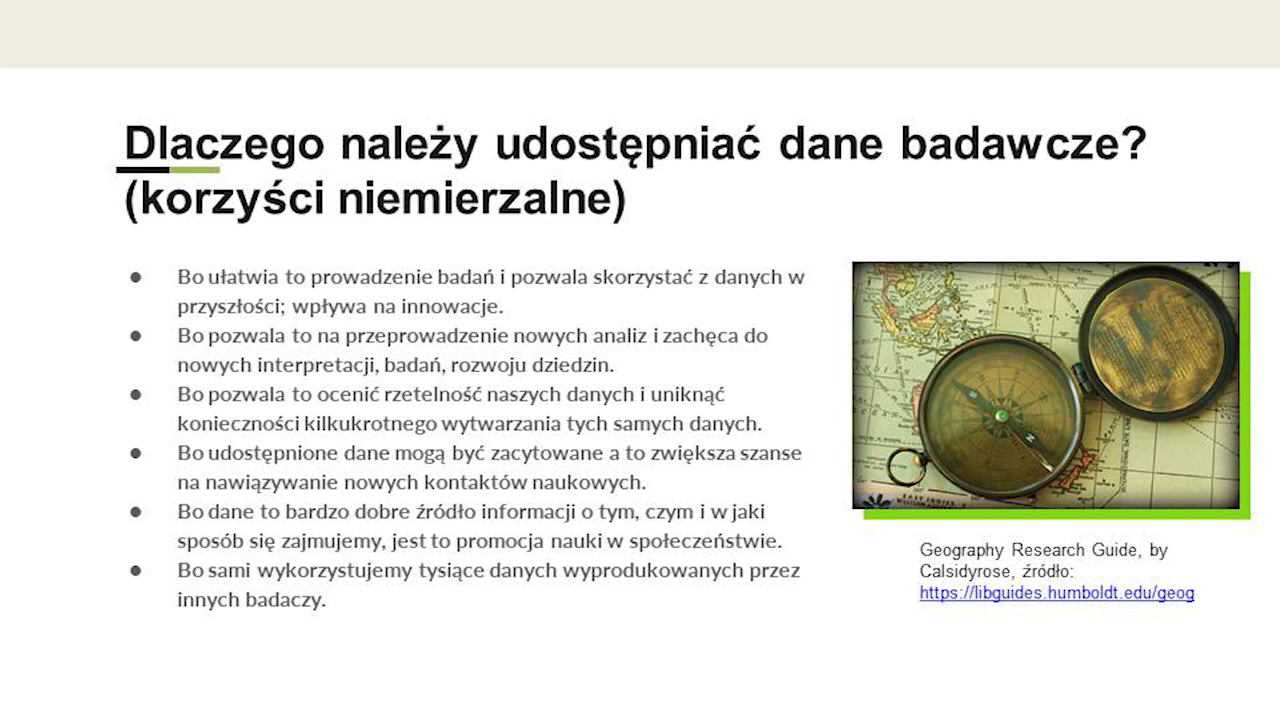 Dlaczego należy udostępniać dane badawcze?
(korzyści niemierzalne)
● Bo ułatwia to prowadzenie badań i pozwala skorzystać z danych w
przyszłości; wpływa na innowacje.
● Bo pozwala to na przeprowadzenie nowych analiz i zachęca do
nowych interpretacji, badań, rozwoju dziedzin.
● Bo pozwala to ocenić rzetelność naszych danych i uniknąć
konieczności kilkukrotnego wytwarzania tych samych danych.
● Bo udostępnione dane mogą być zacytowane a to zwiększa szanse
na nawiązywanie nowych kontaktów naukowych.
● Bo dane to bardzo dobre źródło informacji o tym, czym i w jaki
sposób się zajmujemy, jest to promocja nauki w społeczeństwie.
● Bo sami wykorzystujemy tysiące danych wyprodukowanych przez
innych badaczy.
EAST INDIES
Geography Research Guide, by
Calsidyrose, źródło:
https://libguides.humboldt.edu/geog